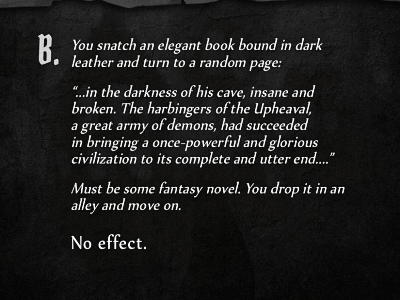 B. You snatch an elegant book bound in dark
leather and turn to a random page:
“...in the darkness of his cave, insane and
broken. The harbingers of the Upheaval,
a great army of demons, had succeeded
in bringing a once-powerful and glorious
civilization to its complete and utter end....”
Must be some fantasy novel. You drop it in an
alley and move on.
No effect.